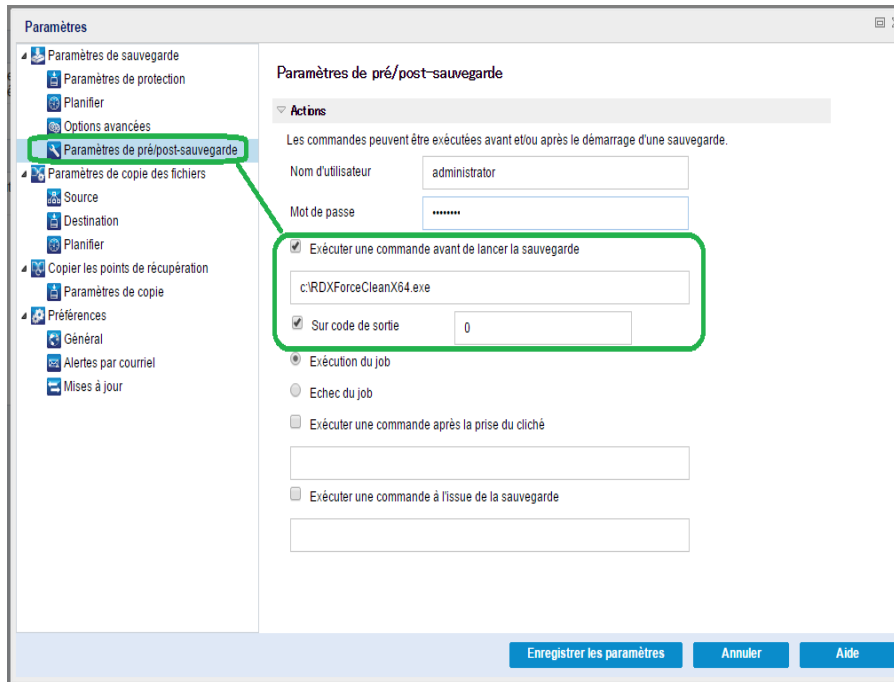 Paramètres
Paramètres de sauvegarde
Paramètres de protection
Planifier
Options avancées
Paramètres de pré/post-sauvegarde
Paramètres de copie des fichiers
Source
Destination
Planifier
Copier les points de récupération
Paramètres de copie
Préférences
Général
Alertes par courriel
Mises à jour
Paramètres de pré/post-sauvegarde
Actions
Les commandes peuvent être exécutées avant et/ou après le démarrage d'une sauvegarde.
Nom d'utilisateur administrator
Mot de passe ••••••••
Exécuter une commande avant de lancer la sauvegarde
c:\RDXForceCleanX64.exe
Sur code de sortie 0
Exécution du job
Echec du job
Exécuter une commande après la prise du cliché
Exécuter une commande à l'issue de la sauvegarde
Enregistrer les paramètres Annuler Aide